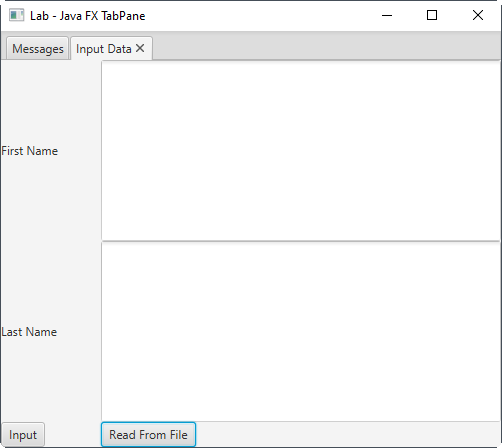 Lab - Java FX TabPane
Messages Input Data
First Name
Last Name
Input Read From File